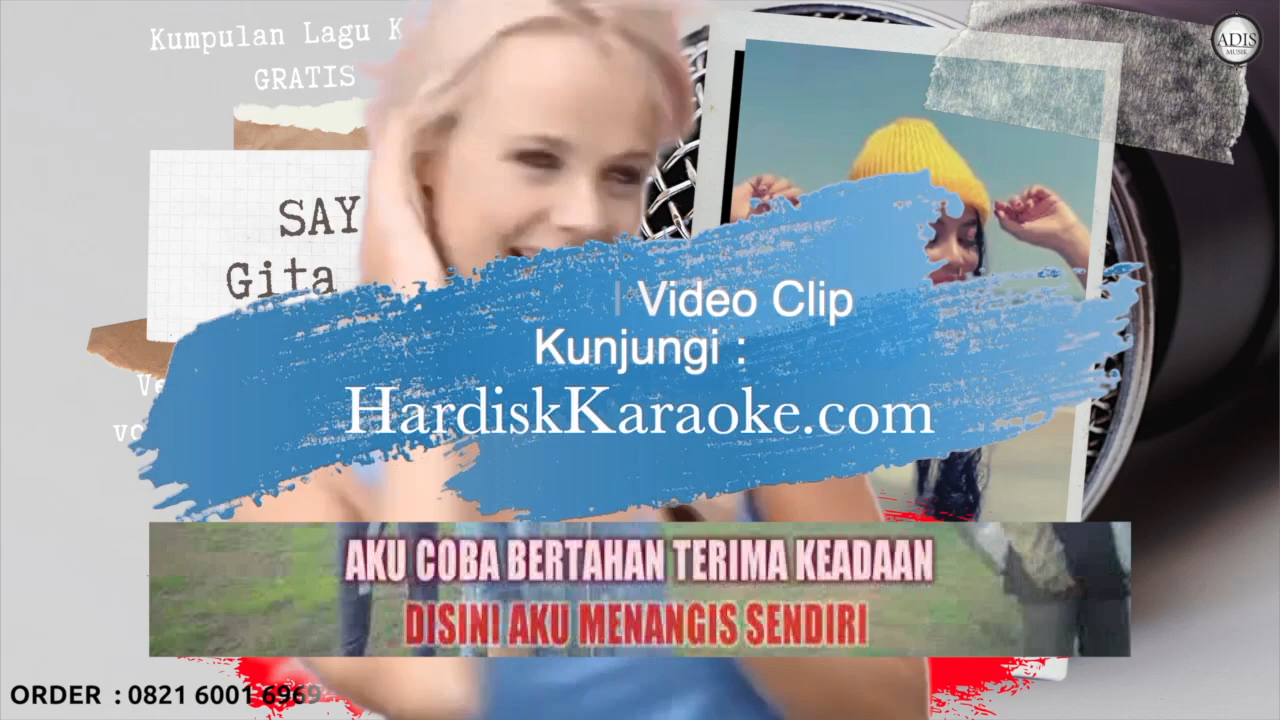 Kumpulan Lagu K
GRATIS
ADIS
MUSIK
SAY
Gita
Video Clip
Kunjungi :
HardiskKaraoke.com
AKU COBA BERTAHAN TERIMA KEADAAN
DISINI AKU MENANGIS SENDIRI
ORDER : 0821 6001 6969